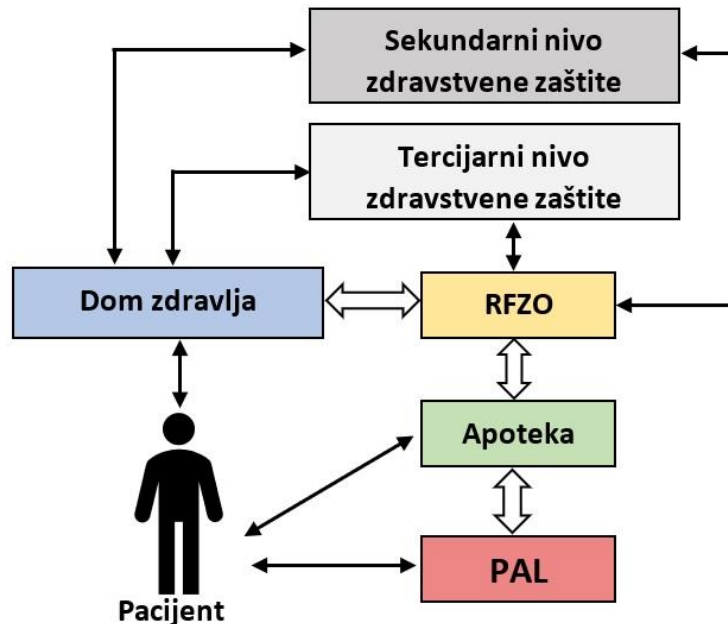 Sekundarni nivo
zdravstvene zaštite
Tercijarni nivo
zdravstvene zaštite
Dom zdravlja
RFZO
Apoteka
PAL
Pacijent